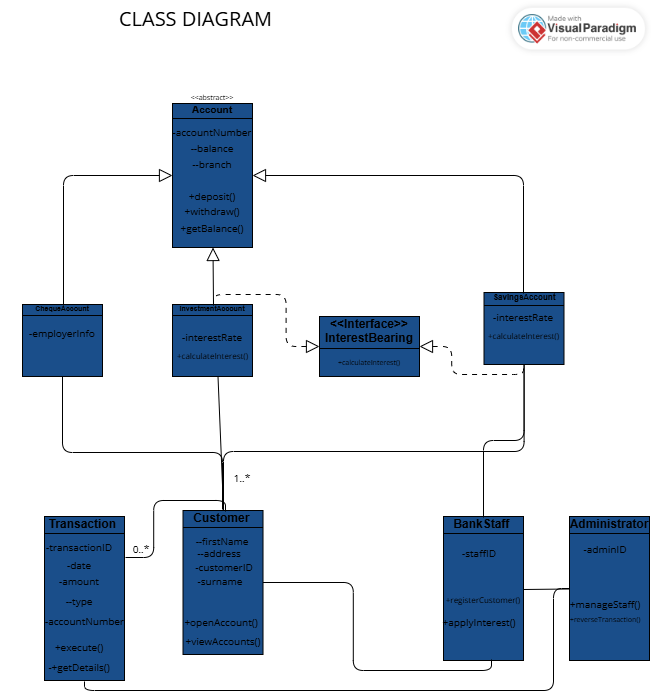 CLASS DIAGRAM
Made with
VisualParadigm
For non-commercial use
<<abstract>>
Account
-accountNumber
--balance
--branch
+deposit()
+withdraw()
+getBalance()
ChequeAccount
-employerInfo
InvestmentAccount
-interestRate
+calculateInterest()
<<Interface>>
InterestBearing
+calculateInterest()
SavingsAccount
-interestRate
+calculateInterest()
1..*
0..*
Transaction
-transactionID
-date
-amount
--type
-accountNumber
+execute()
-+getDetails()
Customer
--firstName
--address
-customerID
-surname
+openAccount()
+viewAccounts()
BankStaff
-staffID
+registerCustomer()
+applyInterest()
Administrator
-adminID
+manageStaff()
+reverseTransaction()